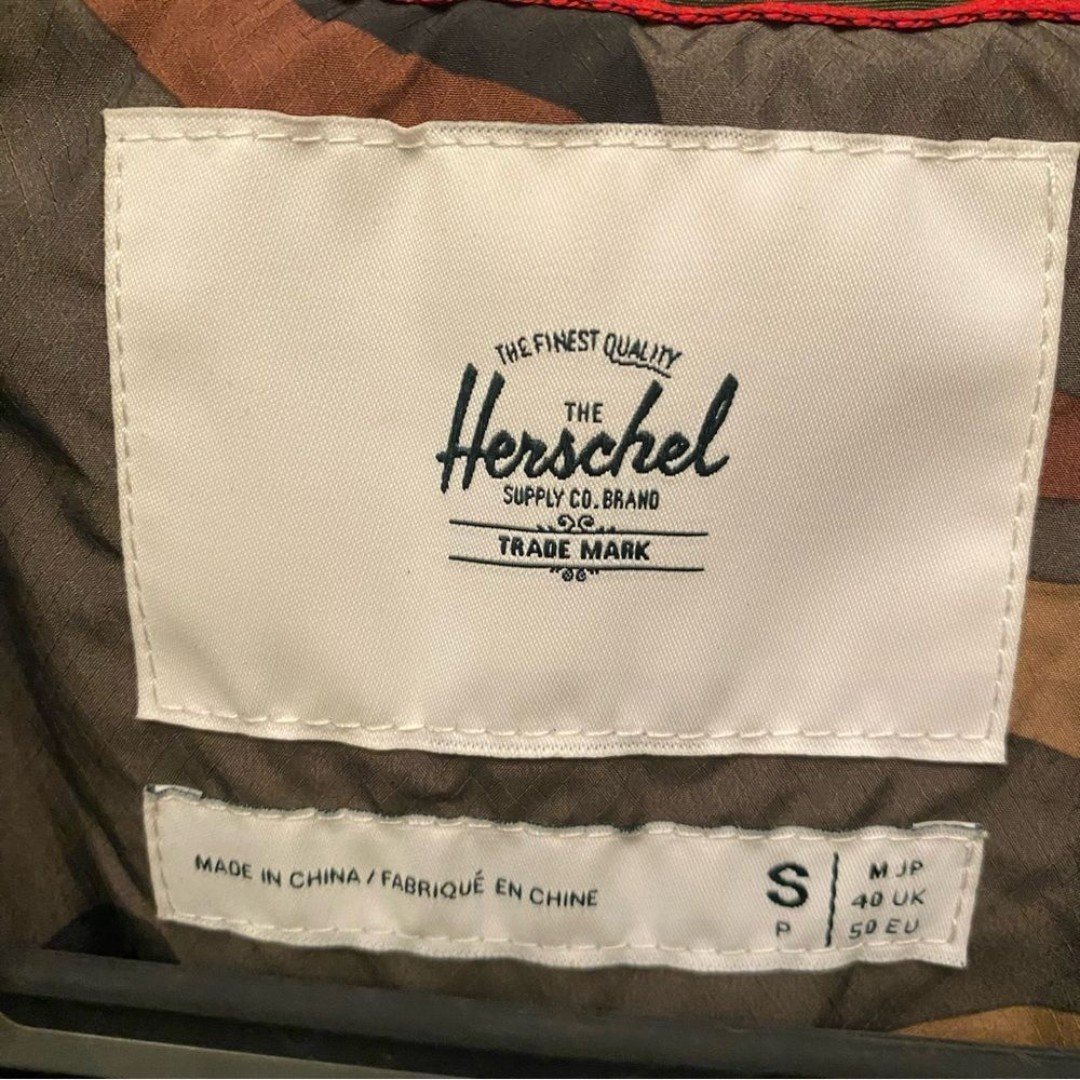 THE FINEST QUALITY
THE
Herschel
SUPPLY CO. BRAND
TRADE MARK
MADE IN CHINA / FABRIQUÉ EN CHINE
S
P
M JP
40 UK
50 EU